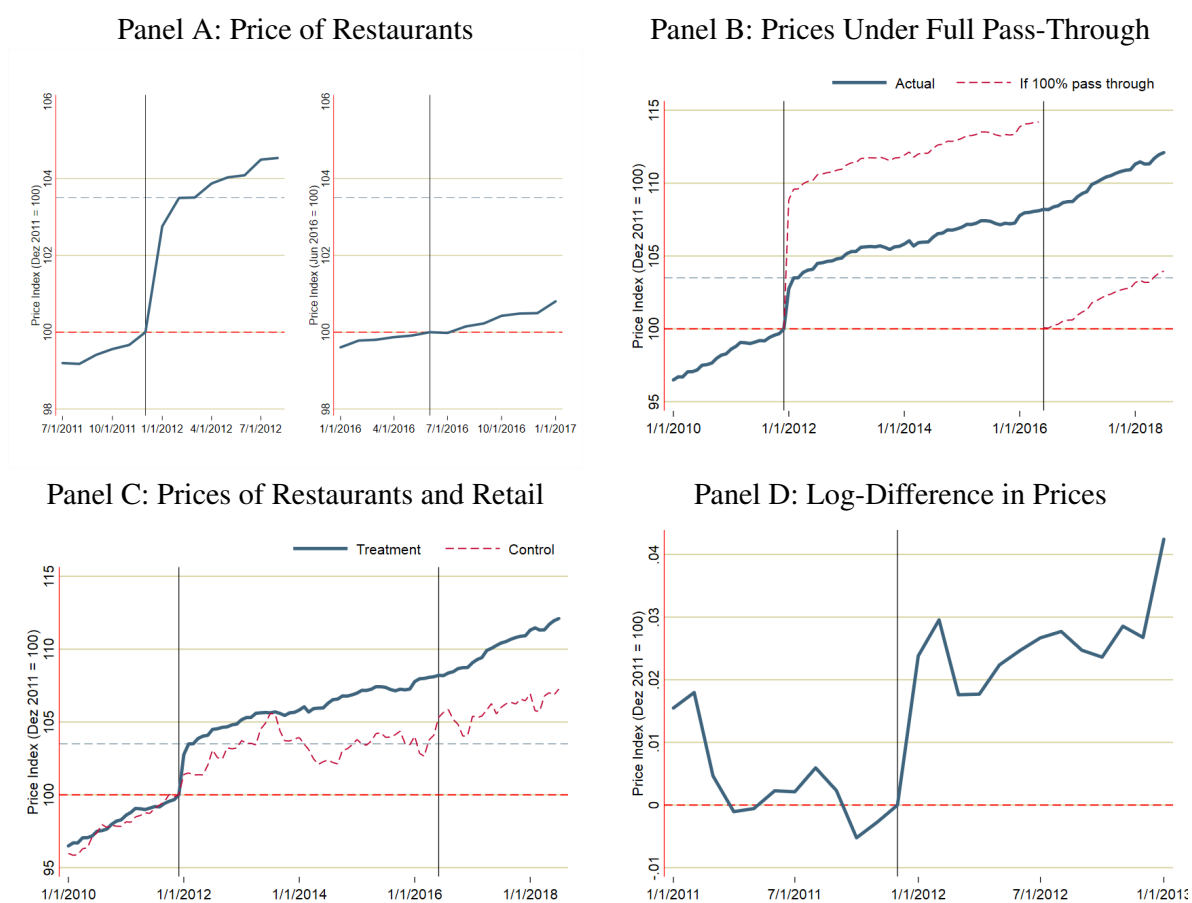 Panel A: Price of Restaurants
Price Index (Dez 2011 = 100)
106
104
102
100
98
7/1/2011 10/1/2011 1/1/2012 4/1/2012 7/1/2012
Price Index (Jun 2016 = 100)
106
104
102
100
98
1/1/2016 4/1/2016 7/1/2016 10/1/2016 1/1/2017
Panel B: Prices Under Full Pass-Through
Actual If 100% pass through
Price Index (Dez 2011 = 100)
115
110
105
100
95
1/1/2010 1/1/2012 1/1/2014 1/1/2016 1/1/2018
Panel C: Prices of Restaurants and Retail
Treatment Control
Price Index (Dez 2011 = 100)
115
110
105
100
95
1/1/2010 1/1/2012 1/1/2014 1/1/2016 1/1/2018
Panel D: Log-Difference in Prices
Price Index (Dez 2011 = 100)
.04
.03
.02
.01
0
-.01
1/1/2011 7/1/2011 1/1/2012 7/1/2012 1/1/2013